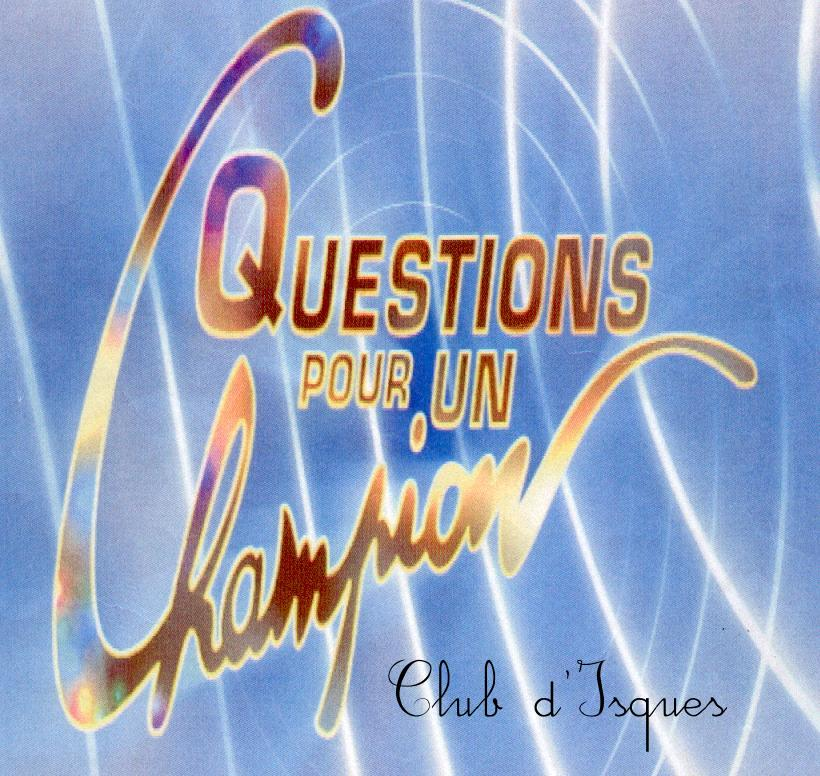 QUESTIONS
POUR UN
Champion
Club d'Isques